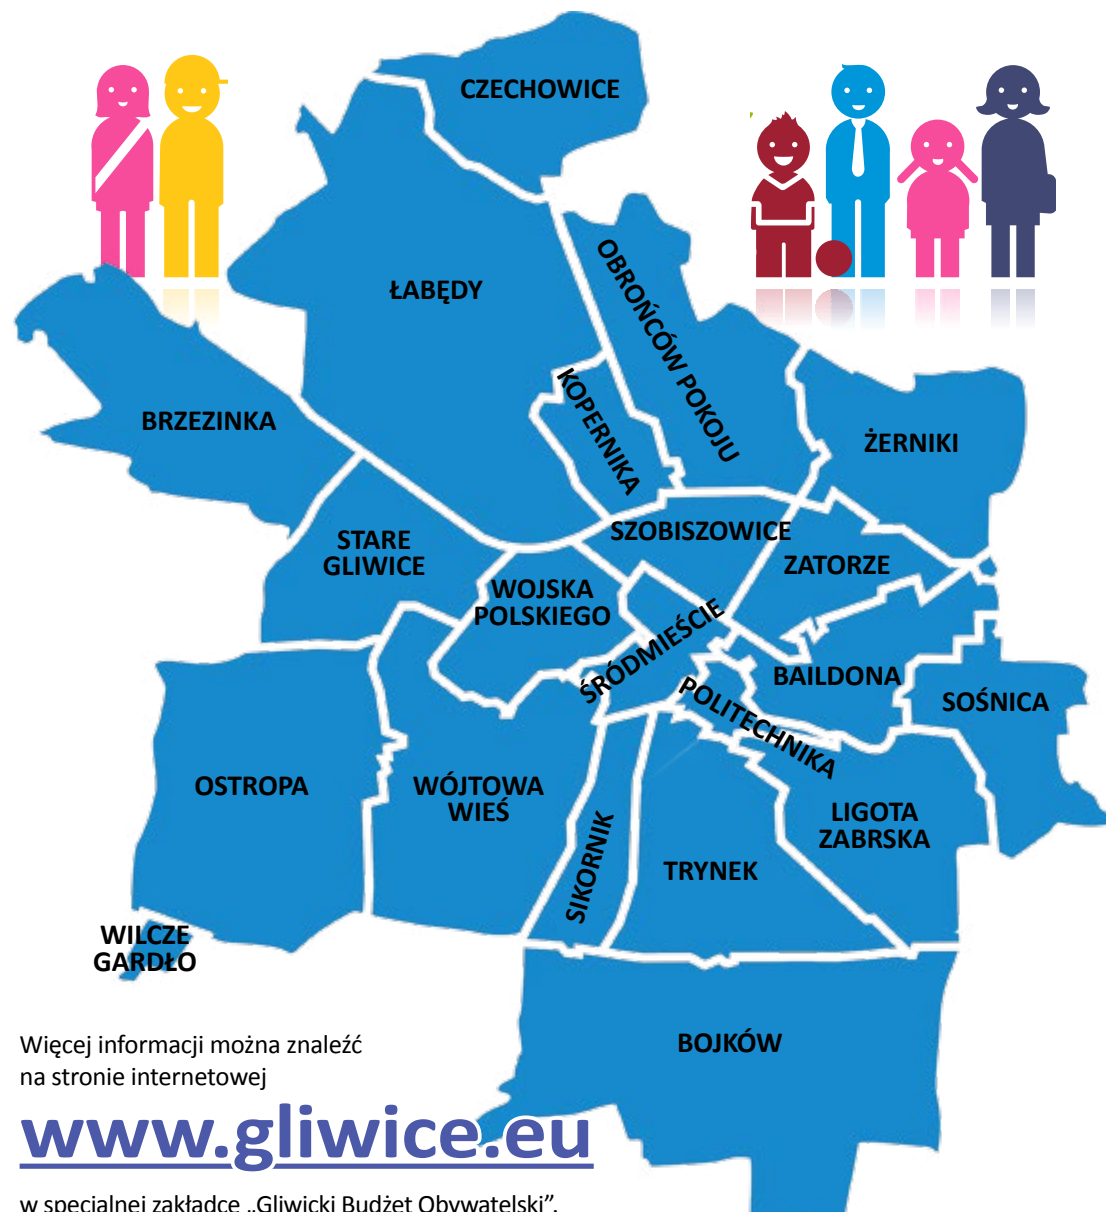 CZECHOWICE
ŁABĘDY
OBROŃCÓW POKOJU
KOPERNIKA
BRZEZINKA
ŻERNIKI
STARE
GLIWICE
SZOBISZOWICE
ZATORZE
WOJSKA
POLSKIEGO
ŚRÓDMIEŚCIE
BAILDONA
POLITECHNIKA
SOŚNICA
OSTROPA
WÓJTOWA
WIEŚ
SIKORNIK
TRYNEK
LIGOTA
ZABRSKA
WILCZE
GARDŁO
BOJKÓW
Więcej informacji można znaleźć
na stronie internetowej
www.gliwice.eu
w specjalnej zakładce „Gliwicki Budżet Obywatelski”.